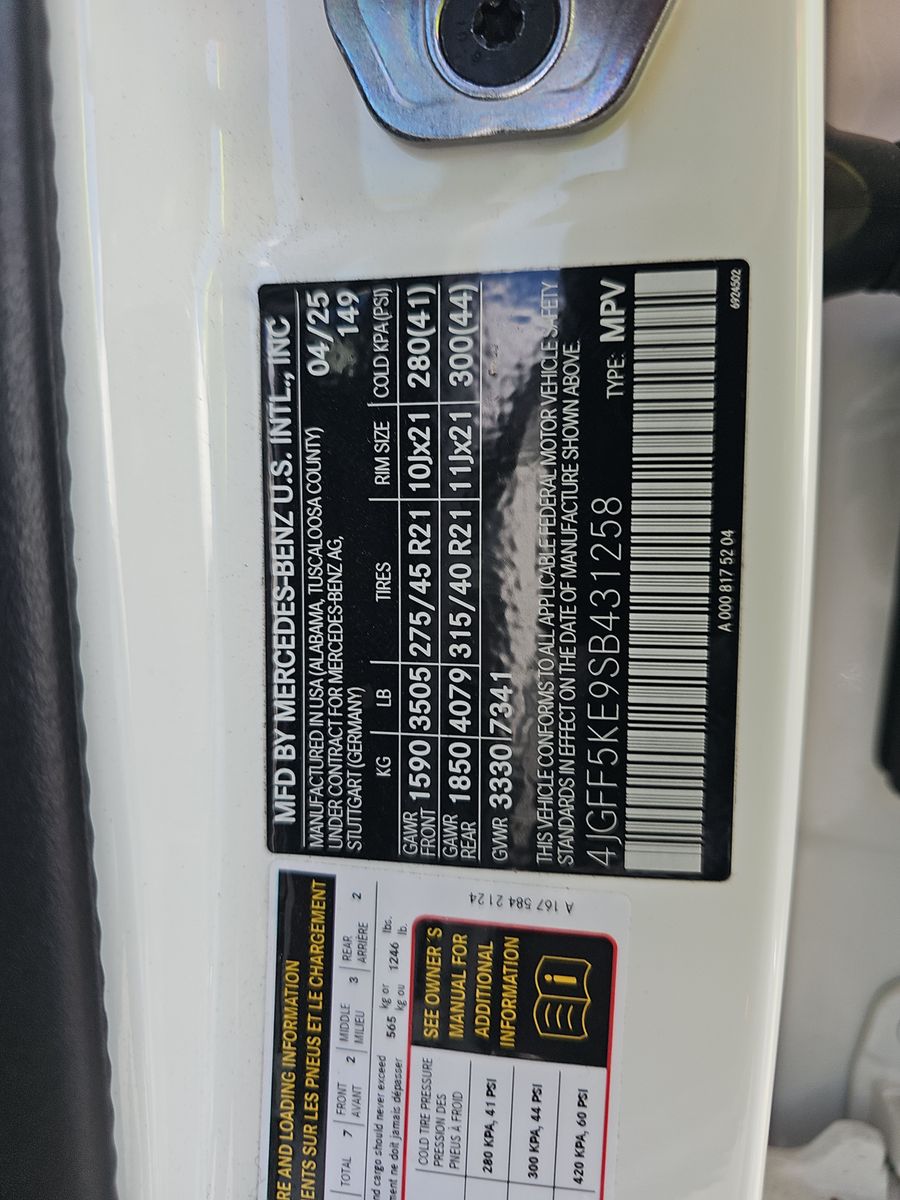 MFD BY MERCEDES-BENZ U.S. INTL., INC
MANUFACTURED IN USA (ALABAMA, TUSCALOOSA COUNTY) 04/25
UNDER CONTRACT FOR MERCEDES-BENZ AG, 149
STUTTGART (GERMANY)
KG LB TIRES RIM SIZE COLD KPA(PSI)
GAWR FRONT 1590 3505 275/45 R21 10Jx21 280(41)
GAWR REAR 1850 4079 315/40 R21 11Jx21 300(44)
GVWR 3330 7341
THIS VEHICLE CONFORMS TO ALL APPLICABLE FEDERAL MOTOR VEHICLE SAFETY
STANDARDS IN EFFECT ON THE DATE OF MANUFACTURE SHOWN ABOVE.
4JGFF5KE9SB431258 TYPE: MPV
A 000 817 52 04
6924502
RE AND LOADING INFORMATION
ENTS SUR LES PNEUS ET LE CHARGEMENT
TOTAL 7 FRONT AVANT 2 MIDDLE MILIEU 3 REAR ARRIÈRE 2
nd cargo should never exceed 565 kg or 1246 lbs.
ment ne doit jamais dépasser kg ou lb.
COLD TIRE PRESSURE
PRESSION DES
PNEUS À FROID
280 KPA, 41 PSI
300 KPA, 44 PSI
420 KPA, 60 PSI
SEE OWNER'S
MANUAL FOR
ADDITIONAL
INFORMATION
A 167 584 21 24